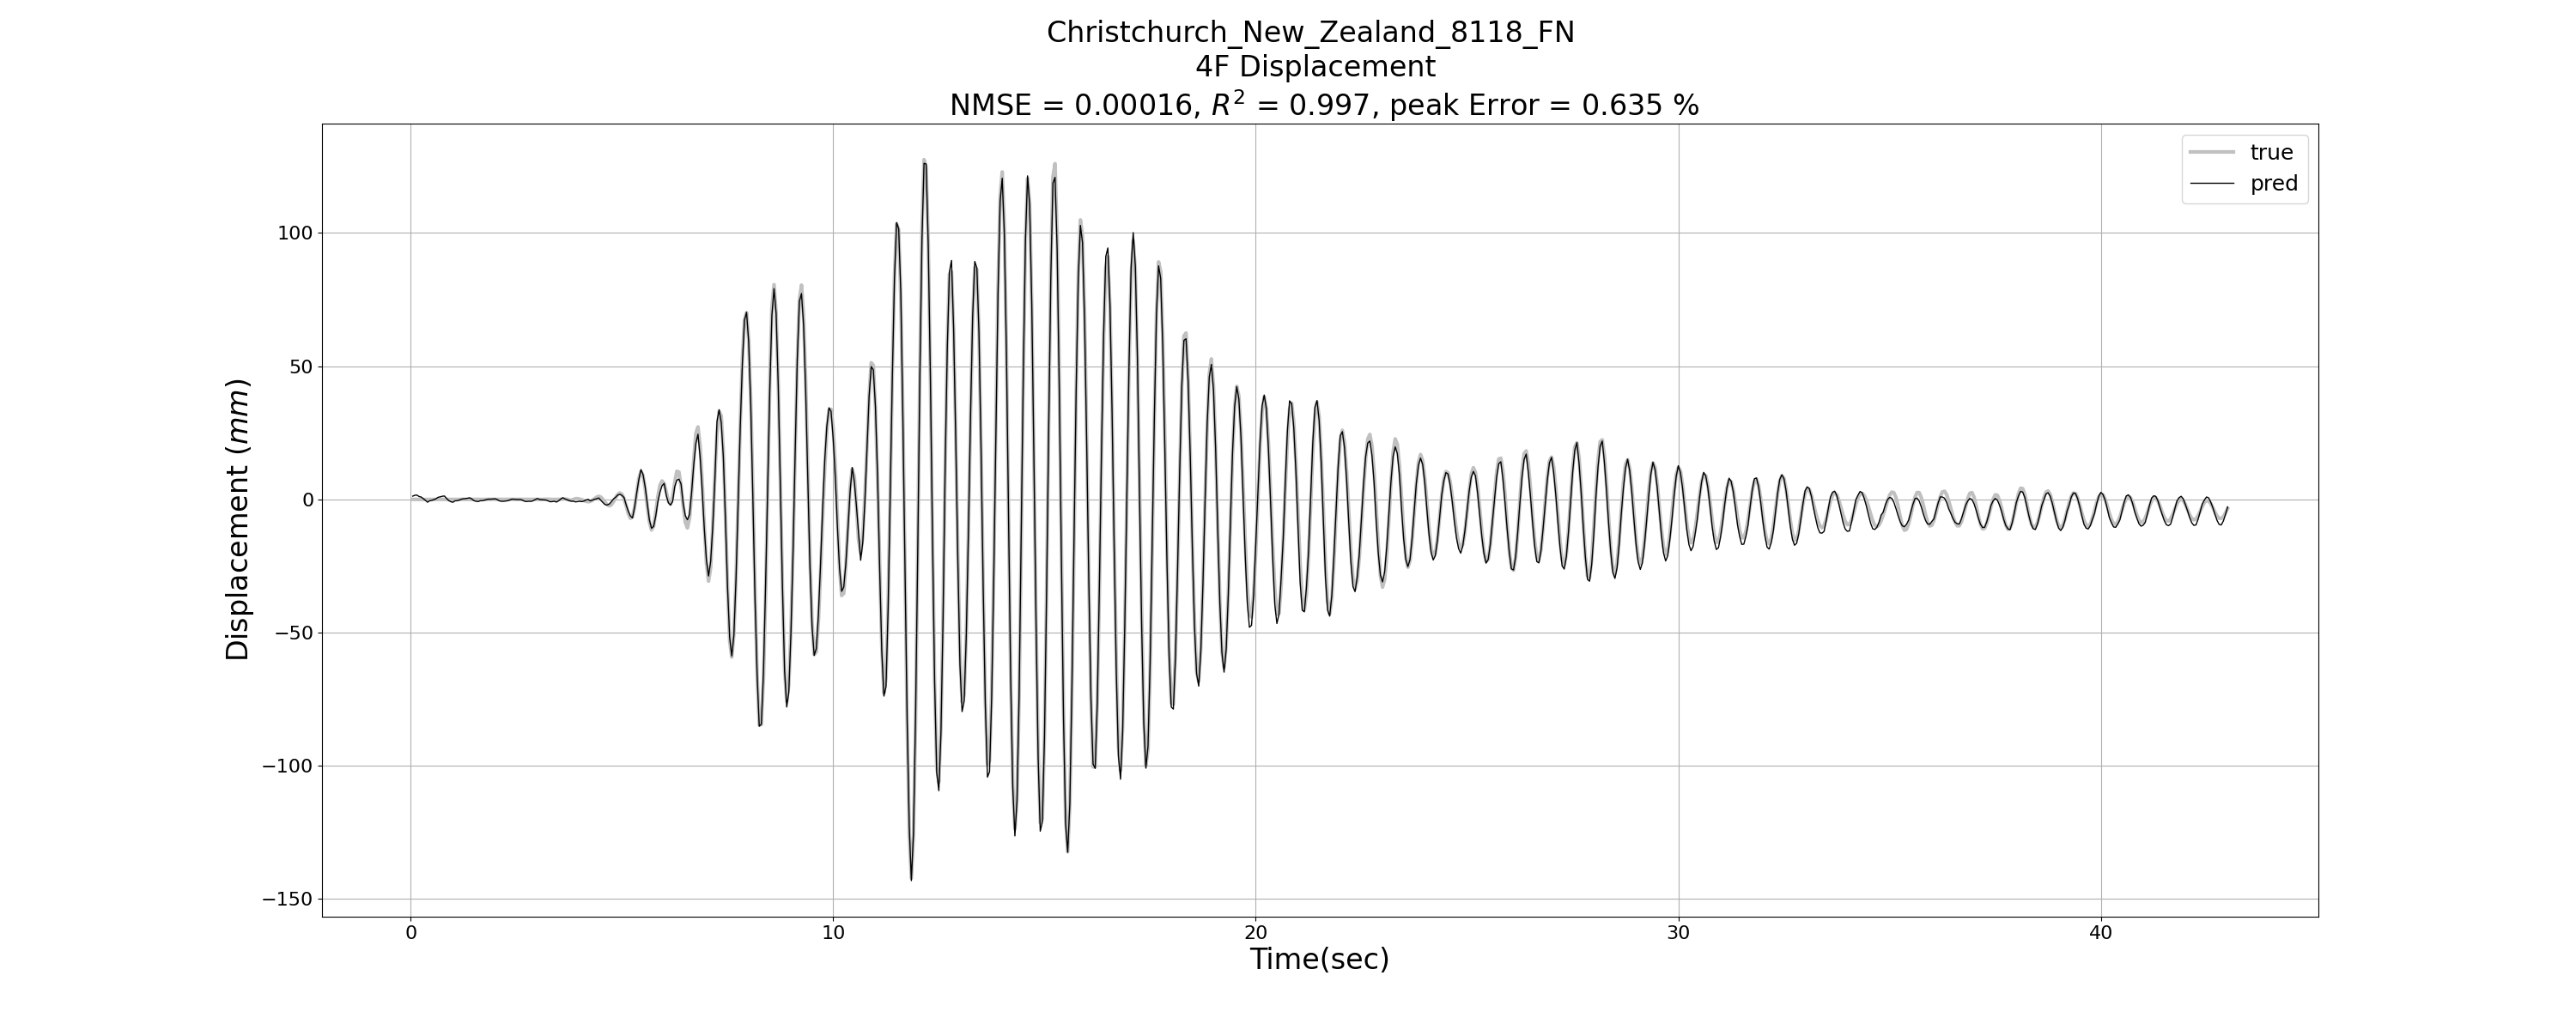 Christchurch_New_Zealand_8118_FN
4F Displacement
NMSE = 0.00016, R² = 0.997, peak Error = 0.635 %
true
pred
100
50
0
−50
−100
−150
Displacement (mm)
0
10
20
30
40
Time(sec)